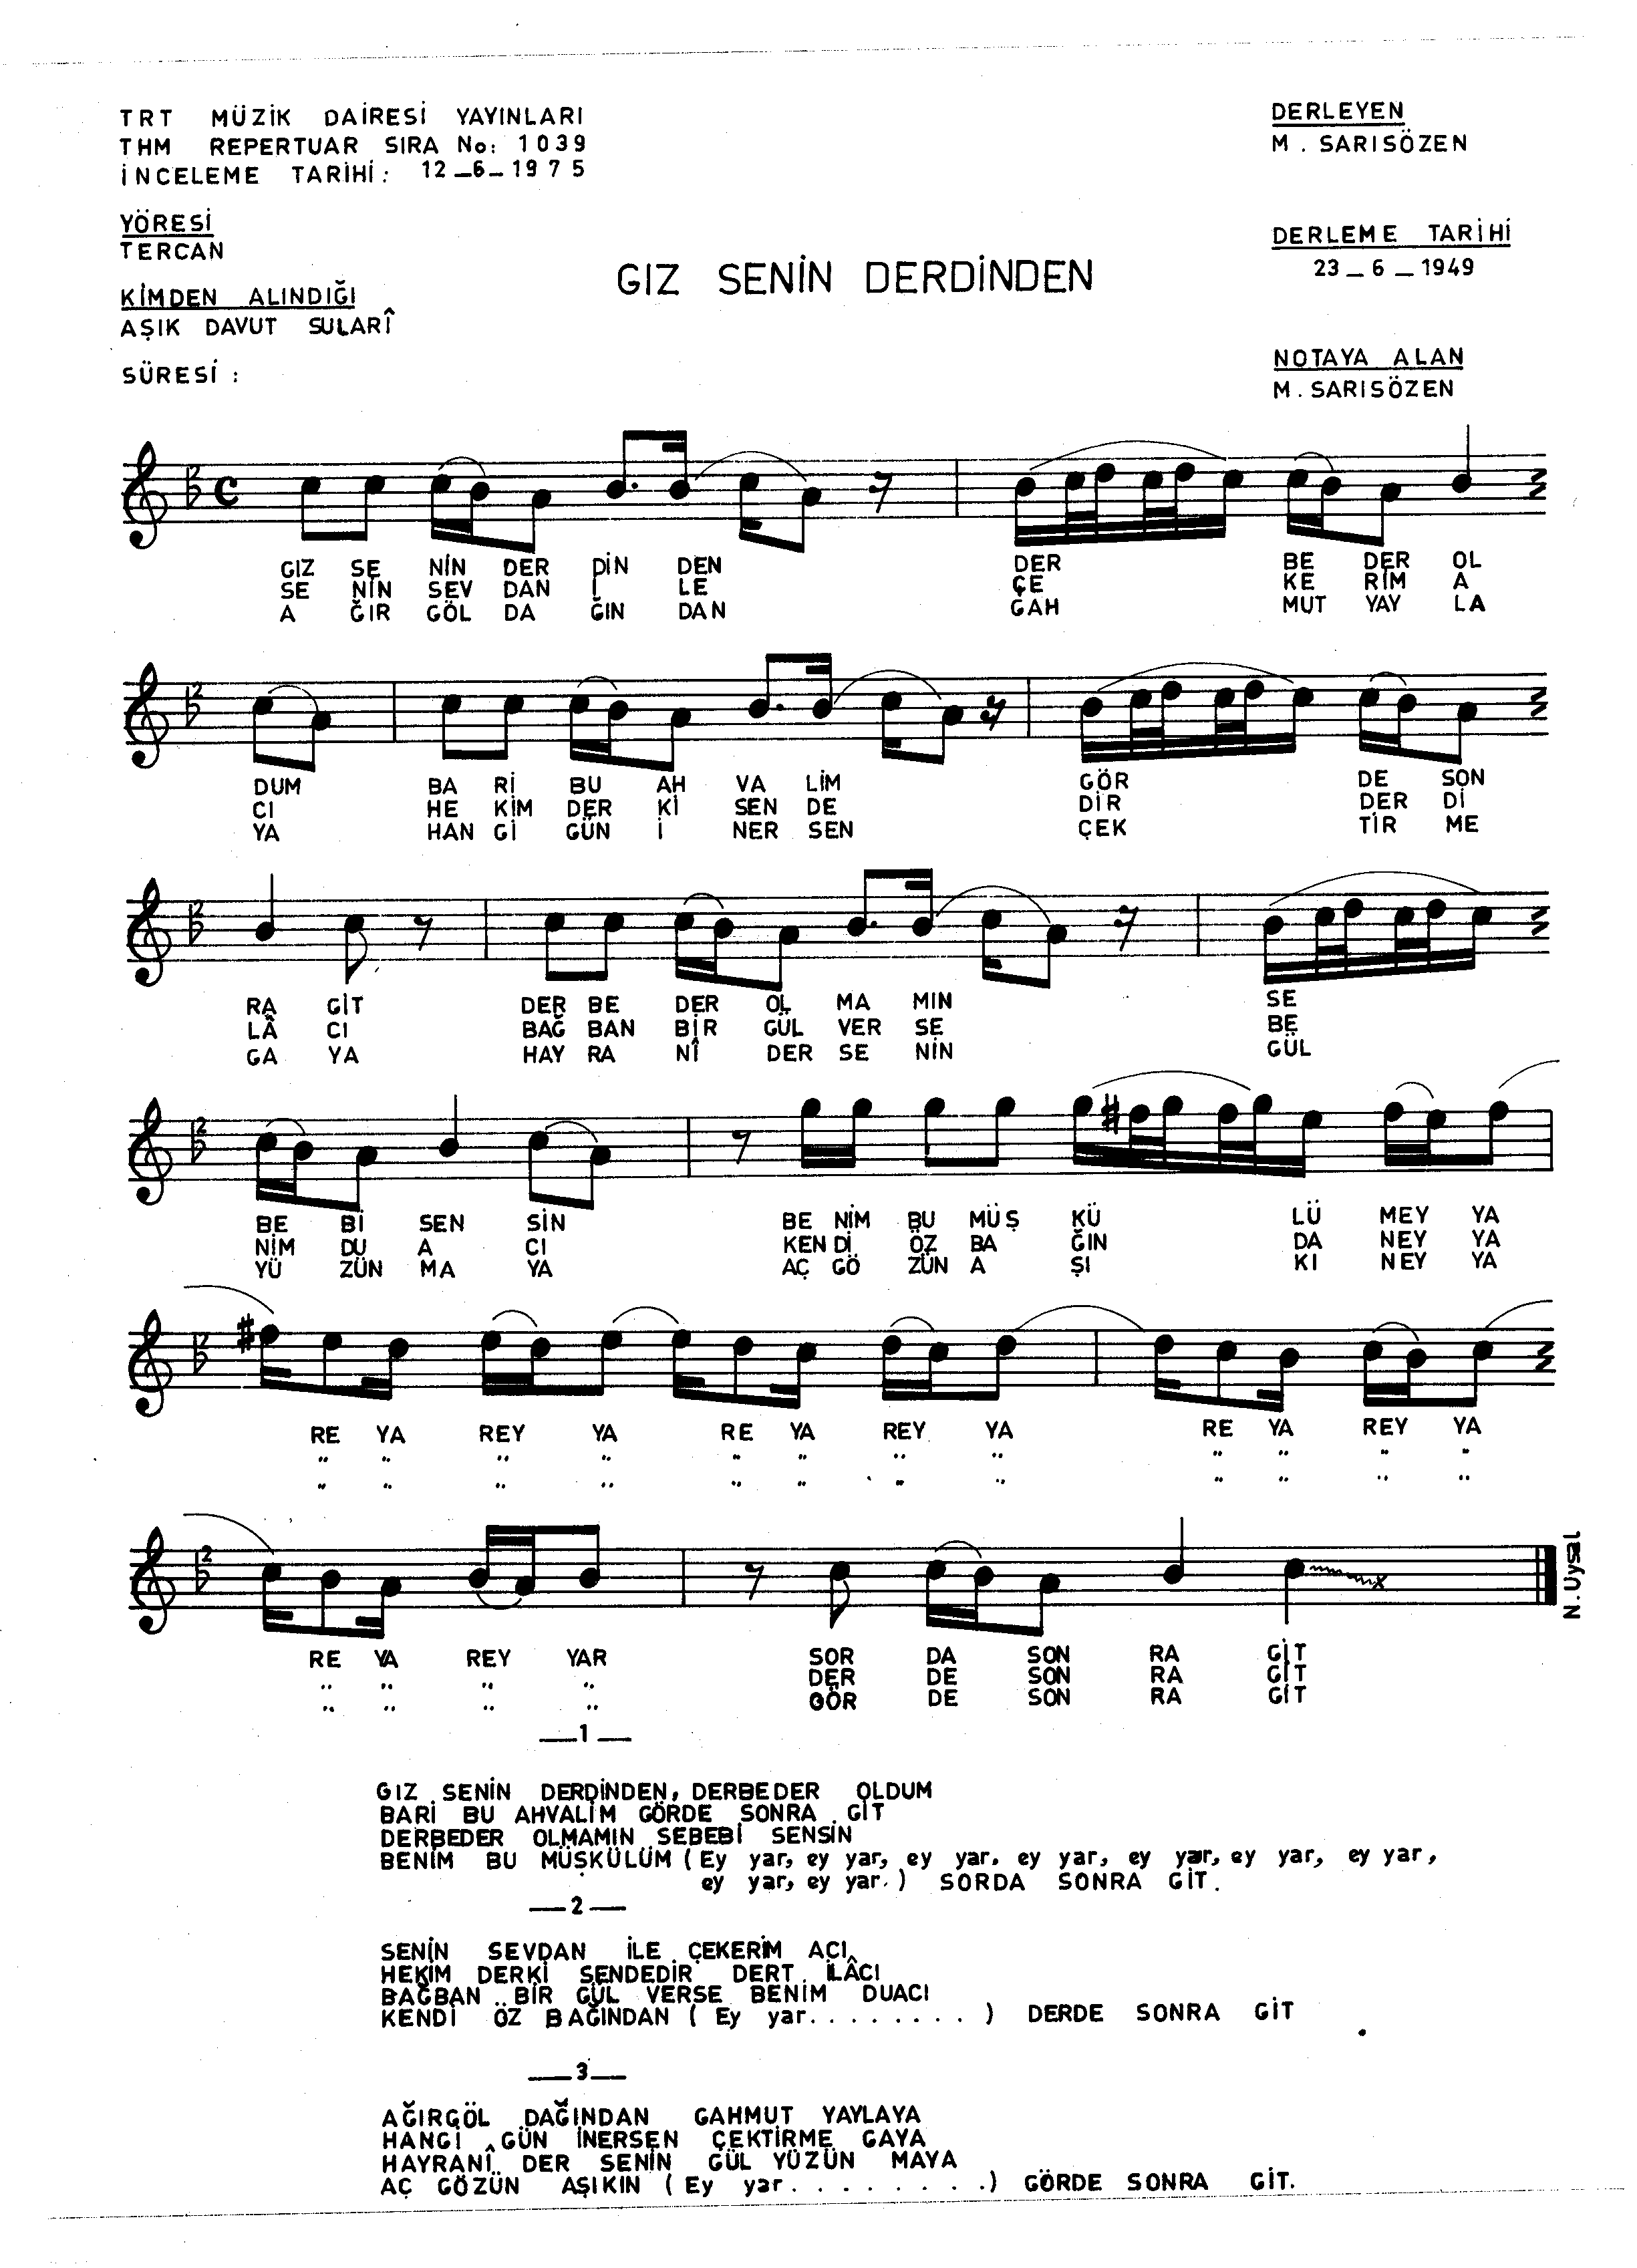 TRT MÜZİK DAİRESİ YAYINLARI
THM REPERTUAR SIRA No: 1039
İNCELEME TARİHİ: 12_6_1975
YÖRESİ
TERCAN
KİMDEN ALINDIĞI
AŞIK DAVUT SULARÎ
SÜRESİ :
GIZ SENİN DERDİNDEN
DERLEYEN
M. SARISÖZEN
DERLEME TARİHİ
23_6_1949
NOTAYA ALAN
M. SARISÖZEN
GIZ SE NİN DER DİN DEN DER BE DER OL
SE NİN SEV DAN İ LE ÇE KE RİM A
A ĞIR GÖL DA ĞIN DAN GAH MUT YAY LA
DUM BA Rİ BU AH VA LİM GÖR DE SON
CI HE KİM DER Kİ SEN DE DİR DER Dİ
YA HAN Gİ GÜN İ NER SEN ÇEK TİR ME
RA GİT DER BE DER OL MA MIN SE
LÂ CI BAĞ BAN BİR GÜL VER SE BE
GA YA HAY RA NÎ DER SE NİN GÜL
BE Bİ SEN SİN BE NİM BU MÜŞ KÜ LÜ MEY YA
NİM DU A CI KEN Dİ ÖZ BA ĞIN DA NEY YA
YÜ ZÜN MA YA AÇ GÖ ZÜN A ŞI KI NEY YA
RE YA REY YA RE YA REY YA RE YA REY YA
" " " " " " " " " " " "
" " " " " " " " " " " "
RE YA REY YAR SOR DA SON RA GİT
" " " " DER DE SON RA GİT
" " " " GÖR DE SON RA GİT
N. Uysal
_1_
GIZ SENİN DERDİNDEN, DERBEDER OLDUM
BARİ BU AHVALİM GÖRDE SONRA GİT
DERBEDER OLMAMIN SEBEBİ SENSİN
BENİM BU MÜŞKÜLÜM (Ey yar, ey yar, ey yar, ey yar, ey yar, ey yar, ey yar,
ey yar, ey yar.) SORDA SONRA GİT.
_2_
SENİN SEVDAN İLE ÇEKERİM ACI
HEKİM DERKİ SENDEDİR DERT İLÂCI
BAĞBAN BİR GÜL VERSE BENİM DUACI
KENDİ ÖZ BAĞINDAN ( Ey yar. . . . . . . . ) DERDE SONRA GİT
_3_
AĞIRGÖL DAĞINDAN GAHMUT YAYLAYA
HANGİ GÜN İNERSEN ÇEKTİRME GAYA
HAYRANÎ DER SENİN GÜL YÜZÜN MAYA
AÇ GÖZÜN AŞIKIN ( Ey yar. . . . . . . . .) GÖRDE SONRA GİT.